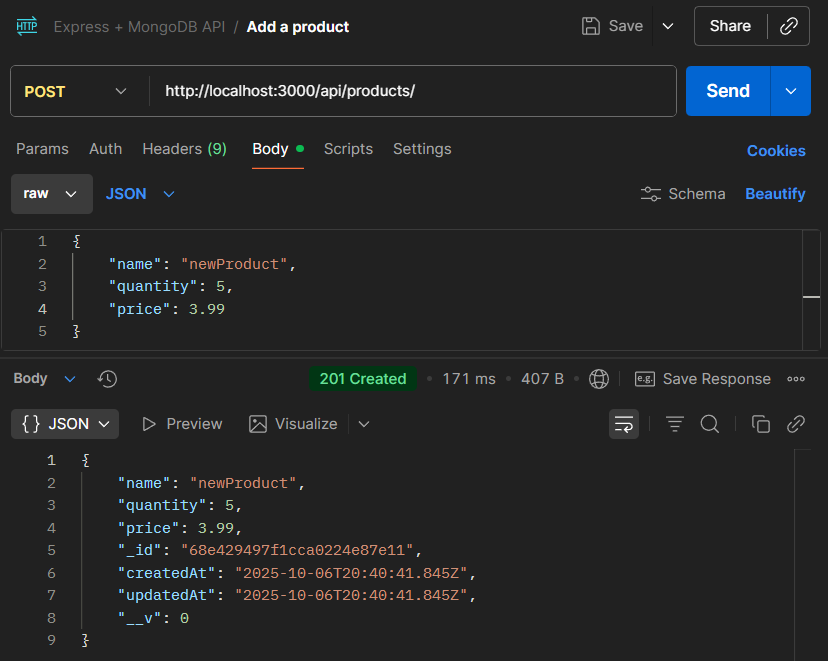 HTTP Express + MongoDB API / Add a product Save Share
POST http://localhost:3000/api/products/ Send
Params Auth Headers (9) Body Scripts Settings Cookies
raw JSON Schema Beautify
1 {
2 "name": "newProduct",
3 "quantity": 5,
4 "price": 3.99
5 }
Body 201 Created • 171 ms • 407 B • e.g. Save Response
{} JSON Preview Visualize
1 {
2 "name": "newProduct",
3 "quantity": 5,
4 "price": 3.99,
5 "_id": "68e429497f1cca0224e87e11",
6 "createdAt": "2025-10-06T20:40:41.845Z",
7 "updatedAt": "2025-10-06T20:40:41.845Z",
8 "__v": 0
9 }